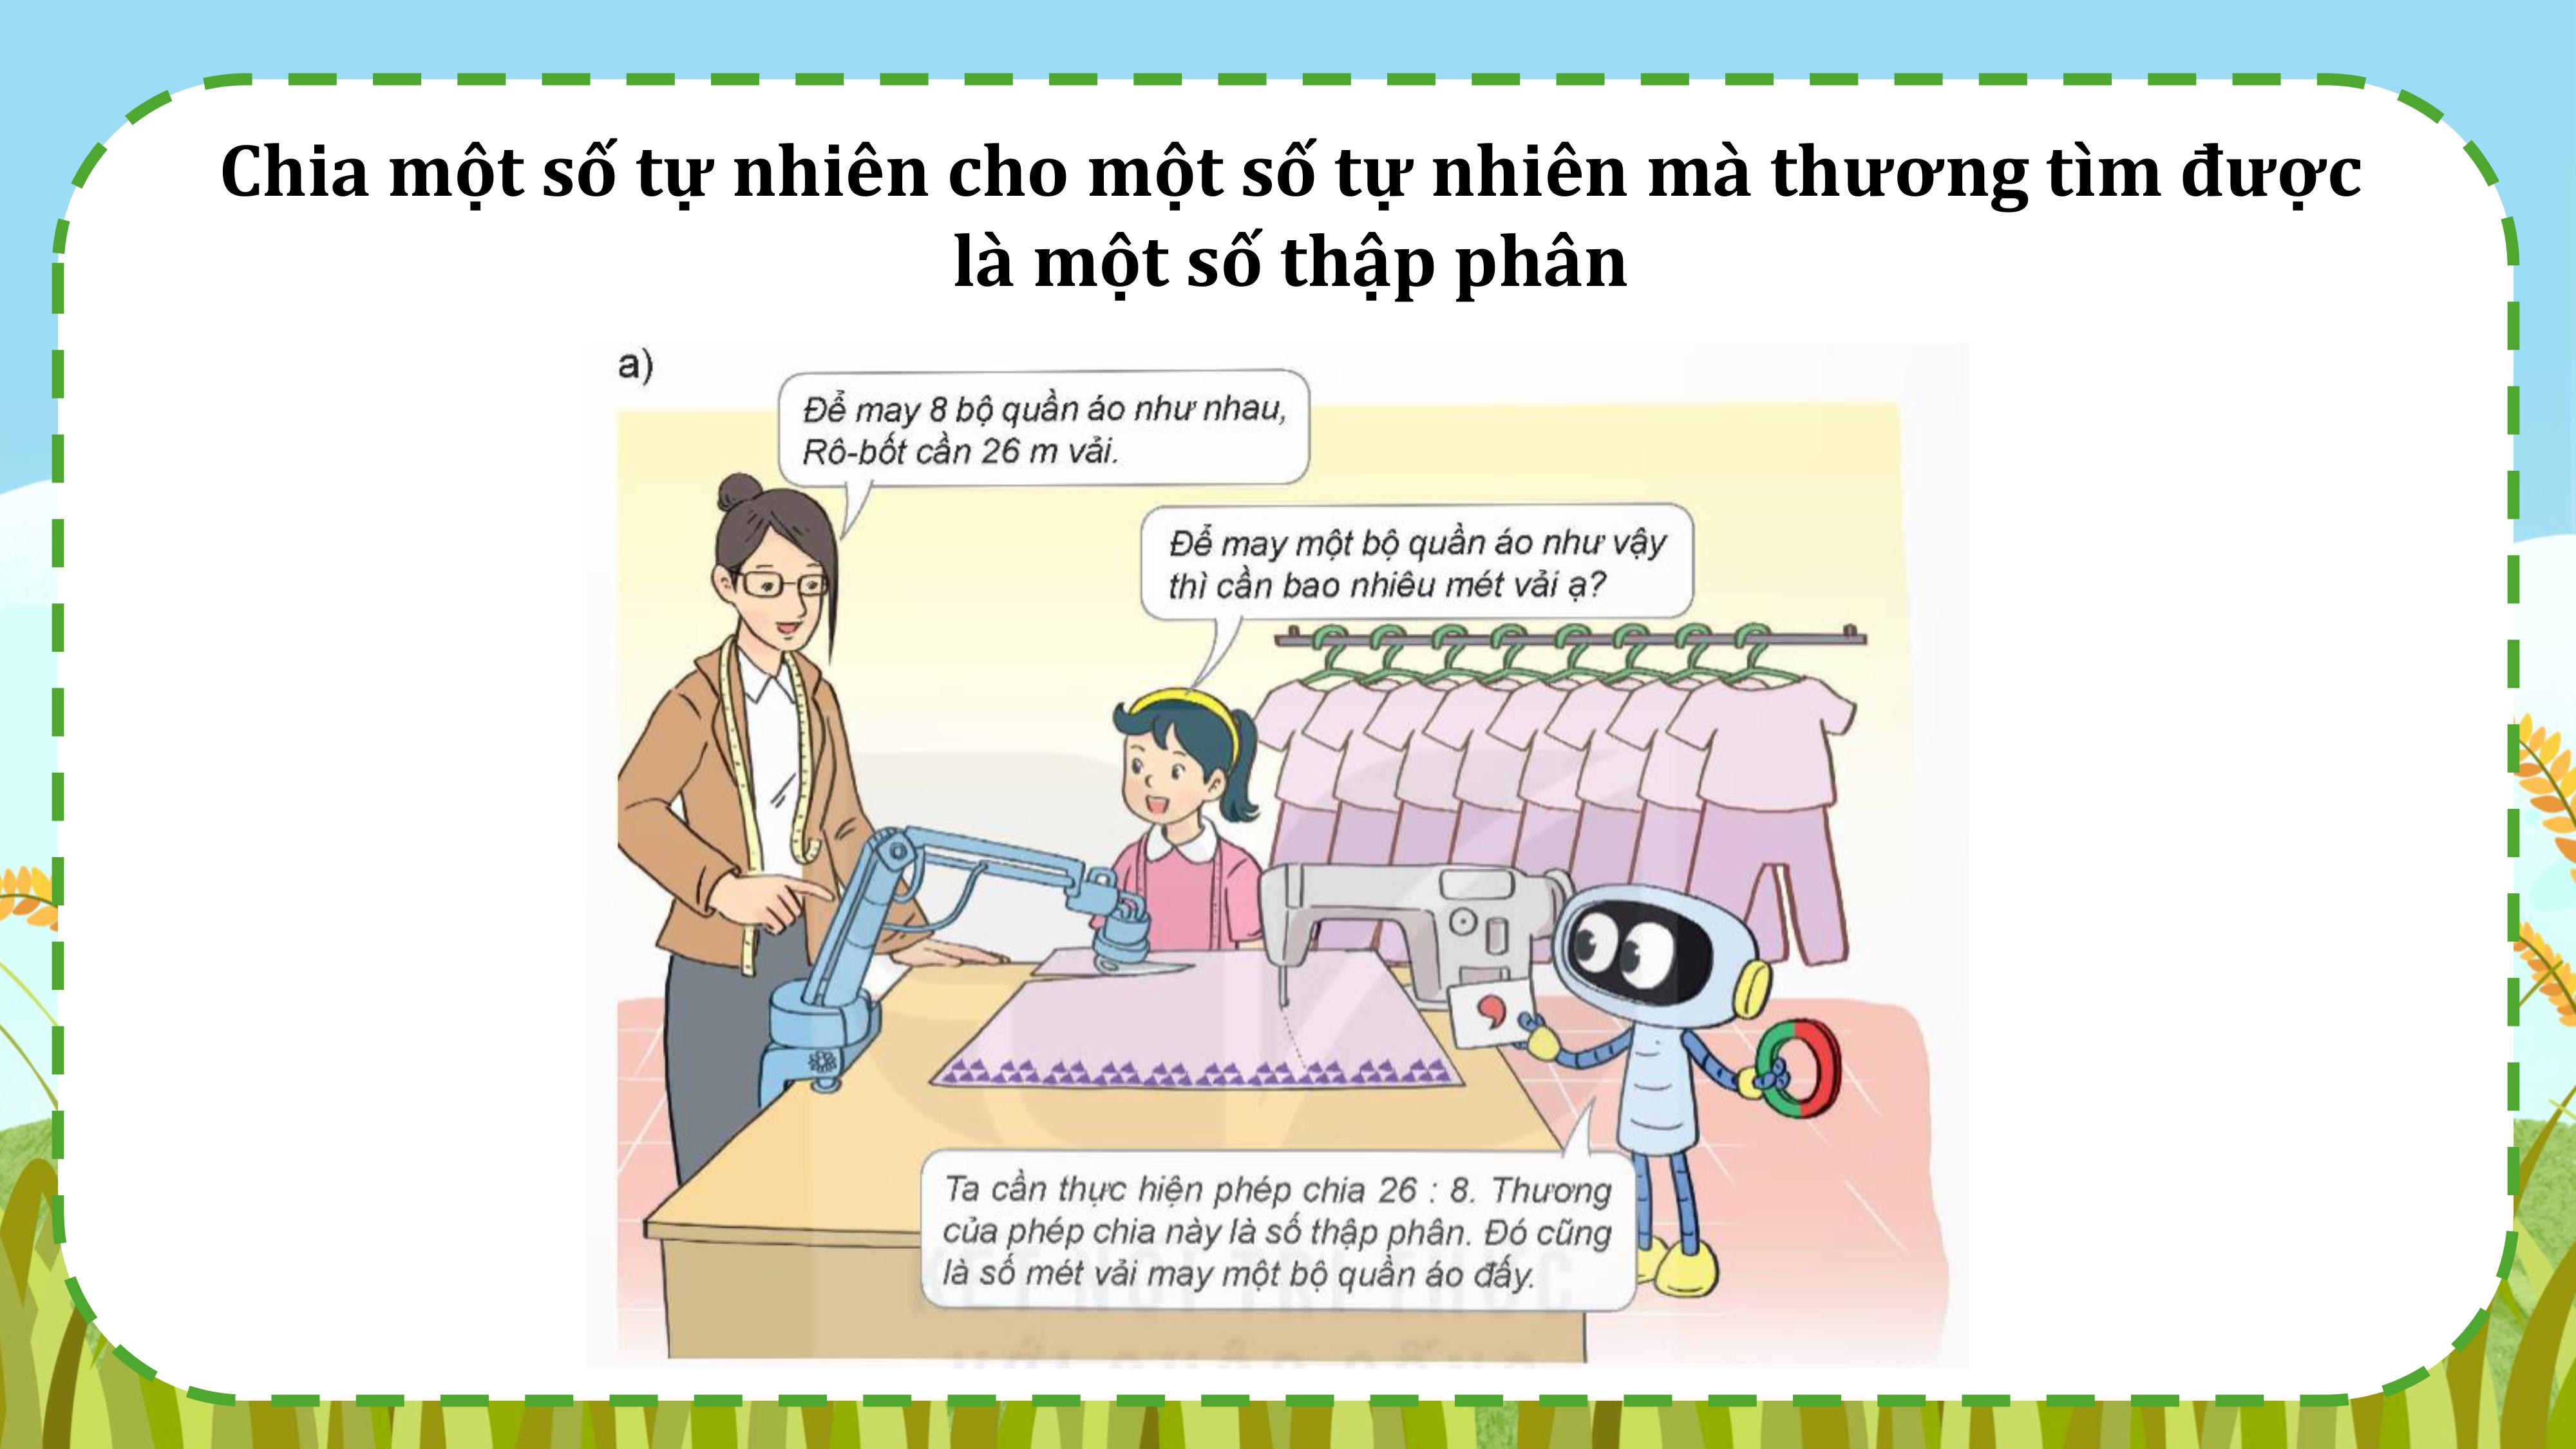 Chia một số tự nhiên cho một số tự nhiên mà thương tìm được
là một số thập phân
a)
Để may 8 bộ quần áo như nhau,
Rô-bốt cần 26 m vải.
Để may một bộ quần áo như vậy
thì cần bao nhiêu mét vải ạ?
Ta cần thực hiện phép chia 26 : 8. Thương
của phép chia này là số thập phân. Đó cũng
là số mét vải may một bộ quần áo đấy.